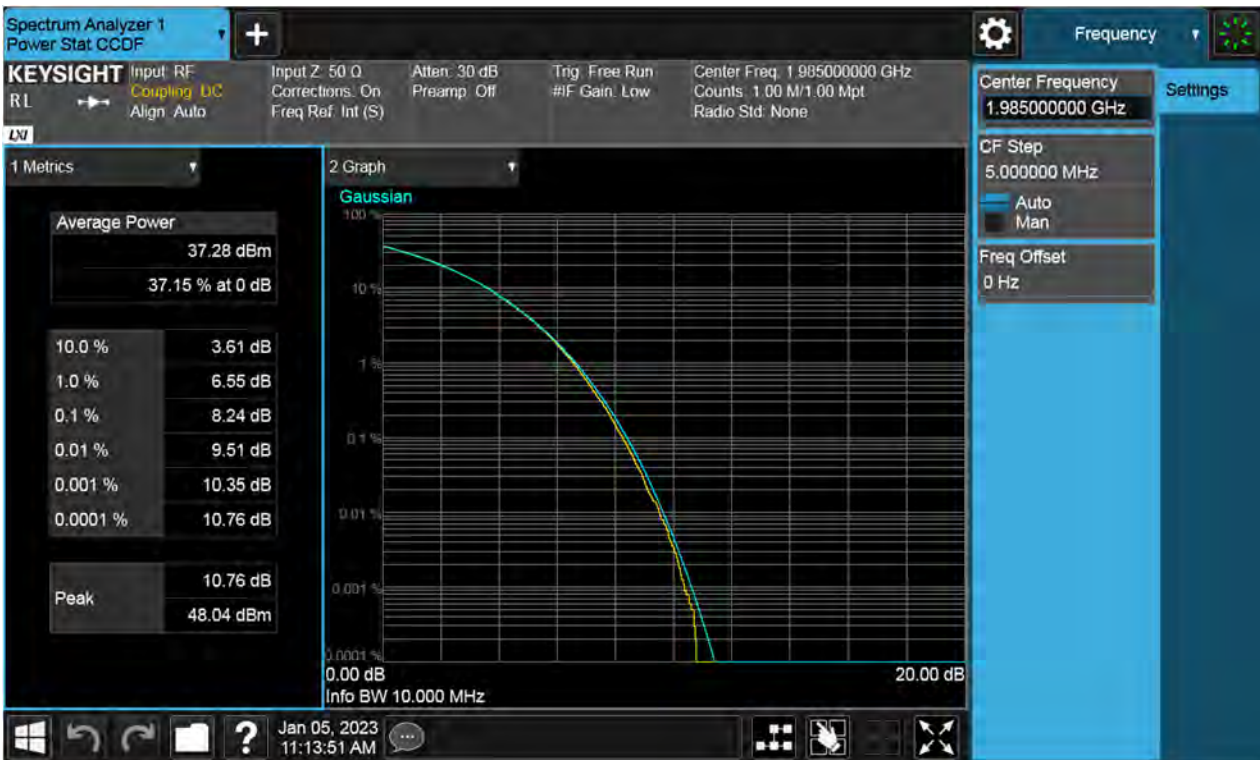 Spectrum Analyzer 1
Power Stat CCDF
+
Frequency
KEYSIGHT
RL
LXI
Input: RF
Coupling: DC
Align: Auto
Input Z: 50 Ω
Corrections: On
Freq Ref: Int (S)
Atten: 30 dB
Preamp: Off
Trig: Free Run
#IF Gain: Low
Center Freq: 1.985000000 GHz
Counts: 1.00 M/1.00 Mpt
Radio Std: None
Center Frequency
1.985000000 GHz
Settings
CF Step
5.000000 MHz
Auto
Man
Freq Offset
0 Hz
1 Metrics
Average Power
37.28 dBm
37.15 % at 0 dB
10.0 % 3.61 dB
1.0 % 6.55 dB
0.1 % 8.24 dB
0.01 % 9.51 dB
0.001 % 10.35 dB
0.0001 % 10.76 dB
Peak
10.76 dB
48.04 dBm
2 Graph
Gaussian
100 %
10 %
1 %
0.1 %
0.01 %
0.001 %
0.0001 %
0.00 dB 20.00 dB
Info BW 10.000 MHz
?
Jan 05, 2023
11:13:51 AM